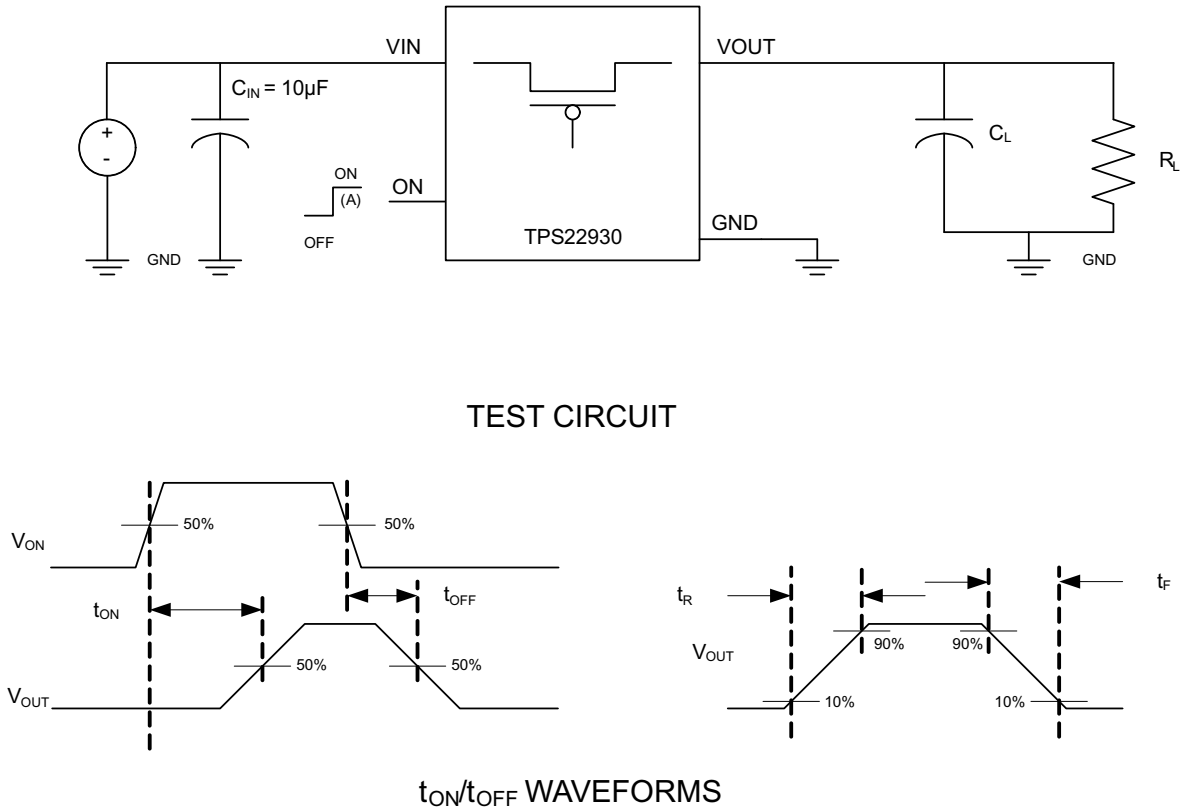 VIN
VOUT
C_IN = 10µF
+
-
C_L
R_L
ON
(A)
OFF
ON
GND
TPS22930
GND
GND
TEST CIRCUIT
50%
50%
V_ON
t_ON
t_OFF
50%
50%
V_OUT
t_R
t_F
V_OUT
90%
90%
10%
10%
t_ON/t_OFF WAVEFORMS